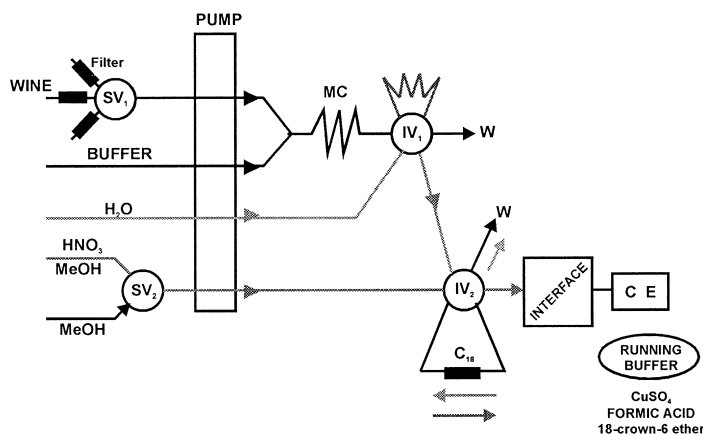 PUMP
Filter
WINE
SV₁
MC
IV₁
W
BUFFER
H₂O
HNO₃
MeOH
SV₂
MeOH
W
IV₂
INTERFACE
C E
C₁₈
RUNNING
BUFFER
CuSO₄
FORMIC ACID
18-crown-6 ether